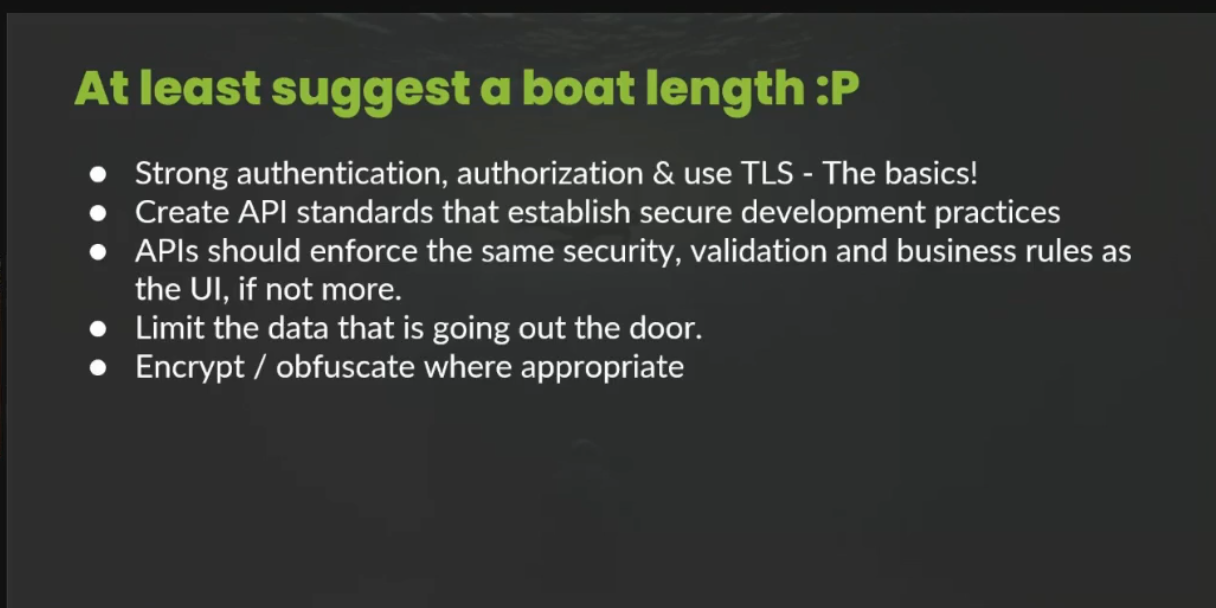 At least suggest a boat length :P
● Strong authentication, authorization & use TLS - The basics!
● Create API standards that establish secure development practices
● APIs should enforce the same security, validation and business rules as
the UI, if not more.
● Limit the data that is going out the door.
● Encrypt / obfuscate where appropriate